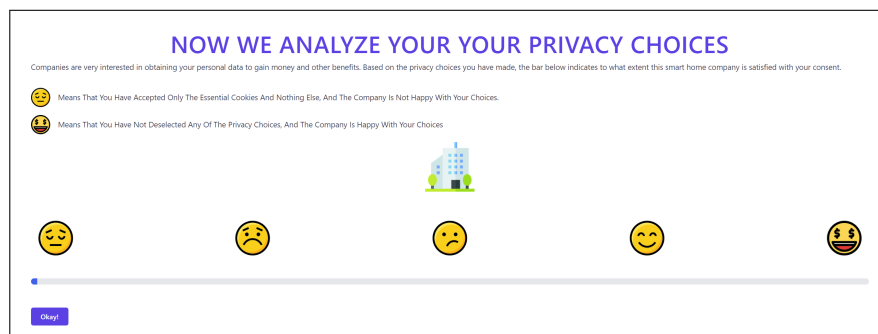 NOW WE ANALYZE YOUR YOUR PRIVACY CHOICES
Companies are very interested in obtaining your personal data to gain money and other benefits. Based on the privacy choices you have made, the bar below indicates to what extent this smart home company is satisfied with your consent.
Means That You Have Accepted Only The Essential Cookies And Nothing Else, And The Company Is Not Happy With Your Choices.
Means That You Have Not Deselected Any Of The Privacy Choices, And The Company Is Happy With Your Choices
Okay!